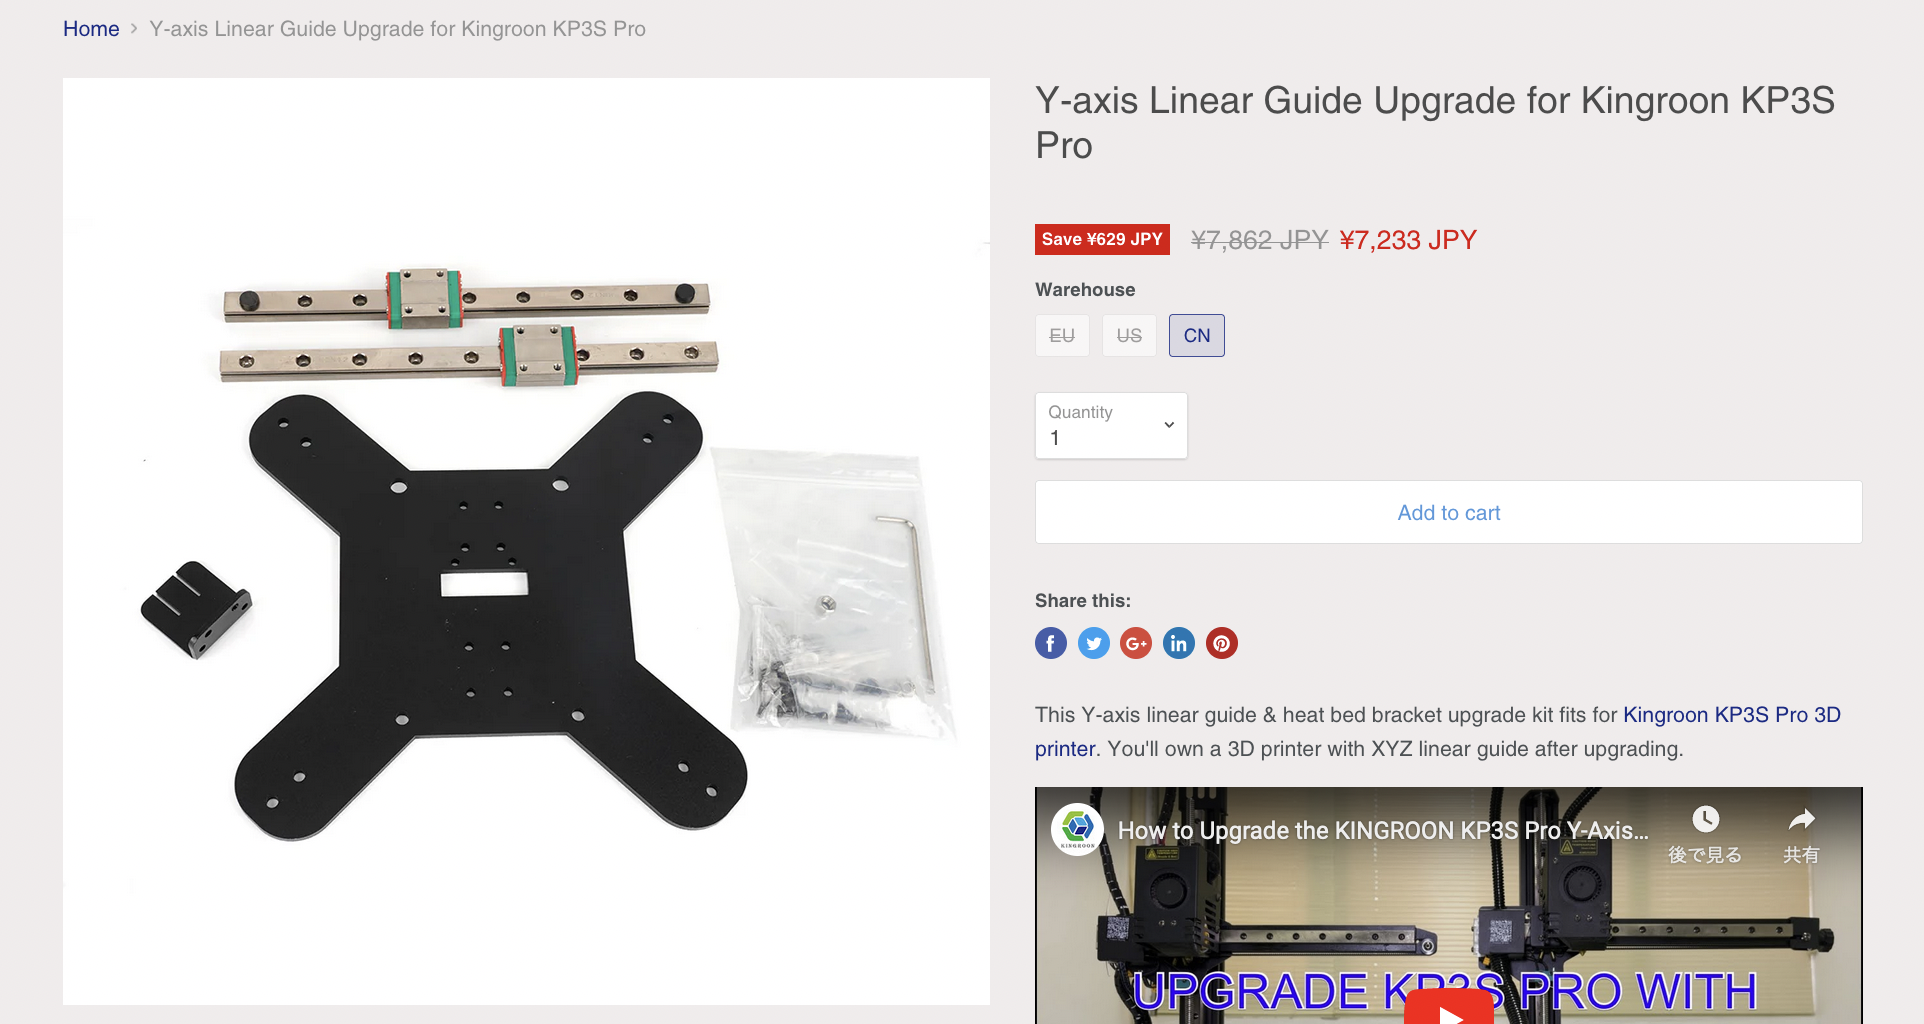 Home › Y-axis Linear Guide Upgrade for Kingroon KP3S Pro
Y-axis Linear Guide Upgrade for Kingroon KP3S
Pro
Save ¥629 JPY ¥7,862 JPY ¥7,233 JPY
Warehouse
EU US CN
Quantity
1
Add to cart
Share this:
This Y-axis linear guide & heat bed bracket upgrade kit fits for Kingroon KP3S Pro 3D
printer. You'll own a 3D printer with XYZ linear guide after upgrading.
KINGROON
How to Upgrade the KINGROON KP3S Pro Y-Axis...
後で見る 共有
UPGRADE KP3S PRO WITH